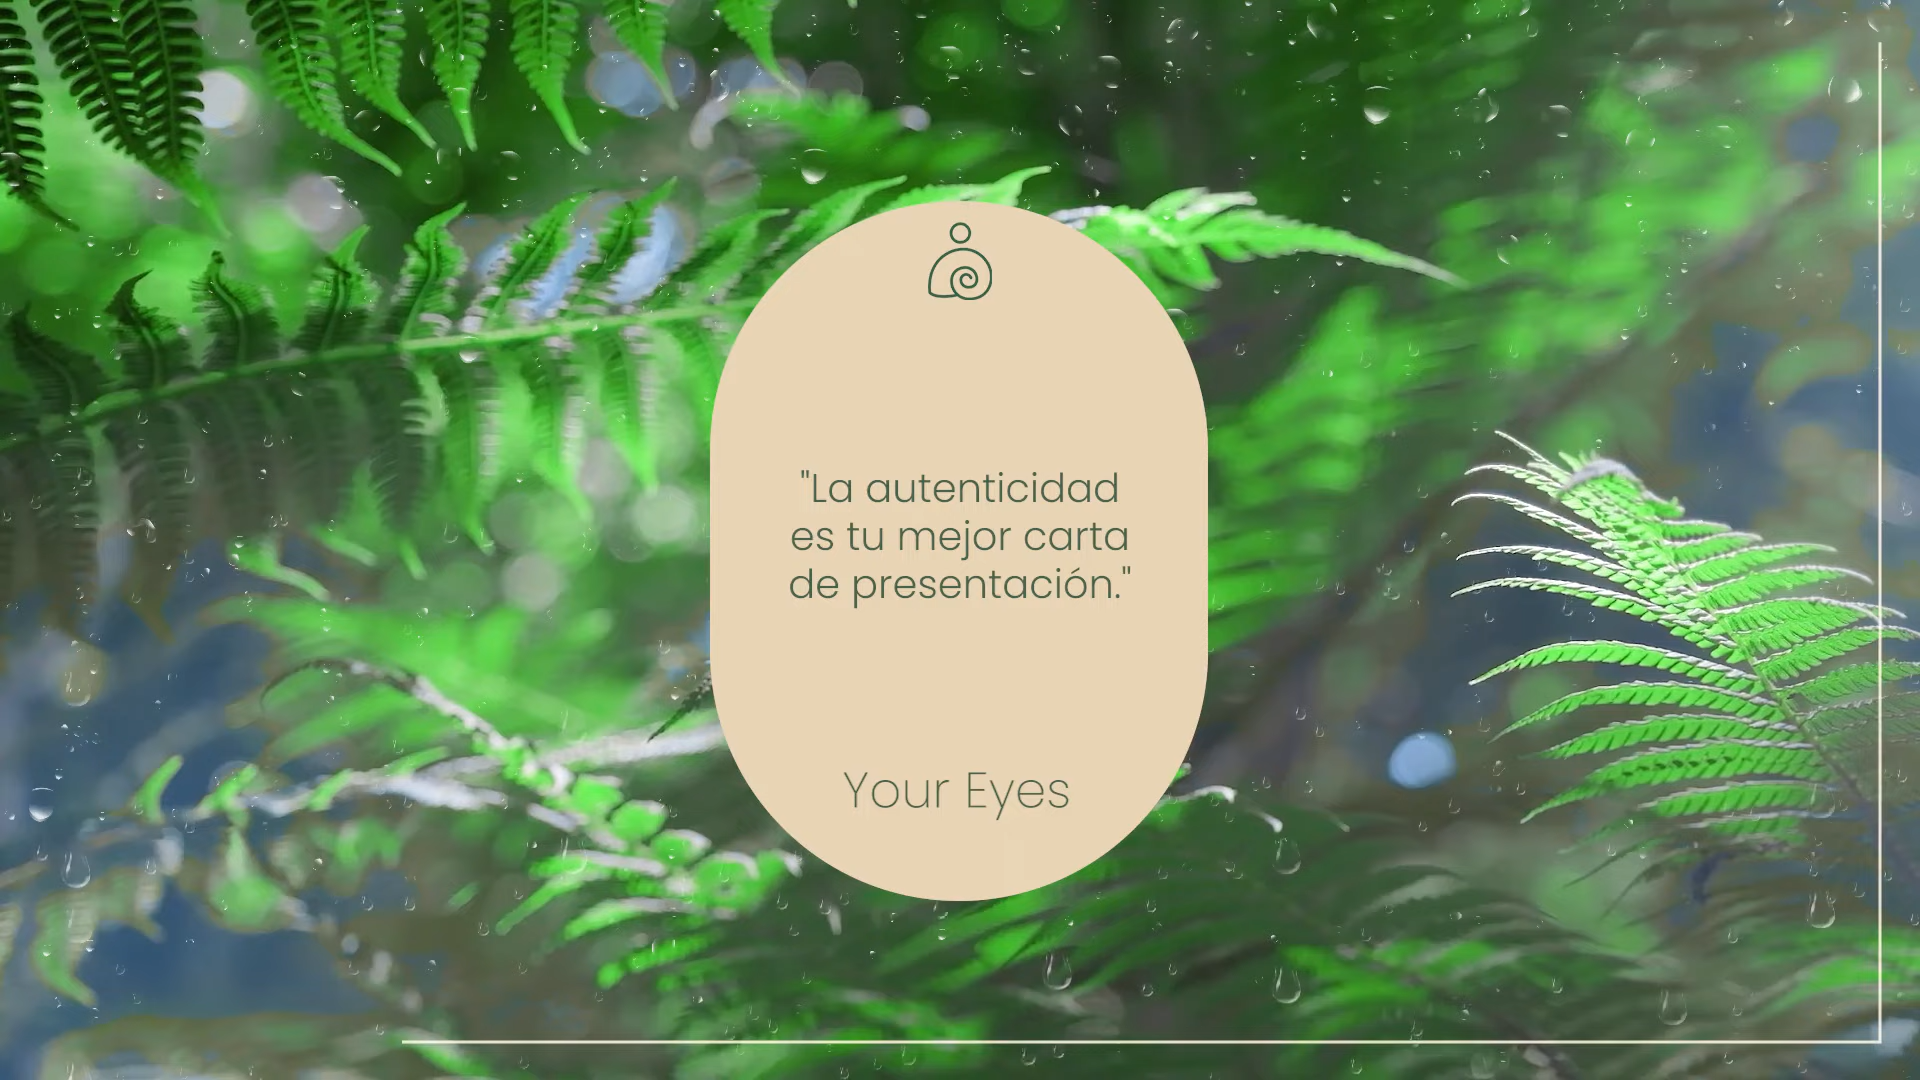 "La autenticidad
es tu mejor carta
de presentación."
Your Eyes